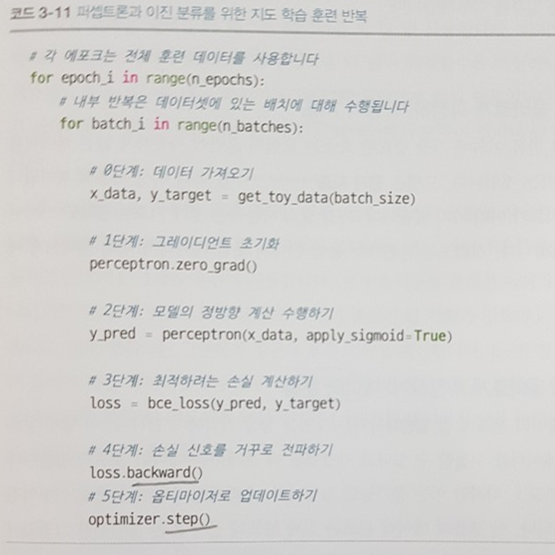 코드 3-11 퍼셉트론과 이진 분류를 위한 지도 학습 훈련 반복
# 각 에포크는 전체 훈련 데이터를 사용합니다
for epoch_i in range(n_epochs):
# 내부 반복은 데이터셋에 있는 배치에 대해 수행됩니다
for batch_i in range(n_batches):
# 0단계: 데이터 가져오기
x_data, y_target = get_toy_data(batch_size)
# 1단계: 그레이디언트 초기화
perceptron.zero_grad()
# 2단계: 모델의 정방향 계산 수행하기
y_pred = perceptron(x_data, apply_sigmoid=True)
# 3단계: 최적하려는 손실 계산하기
loss = bce_loss(y_pred, y_target)
# 4단계: 손실 신호를 거꾸로 전파하기
loss.backward()
# 5단계: 옵티마이저로 업데이트하기
optimizer.step()